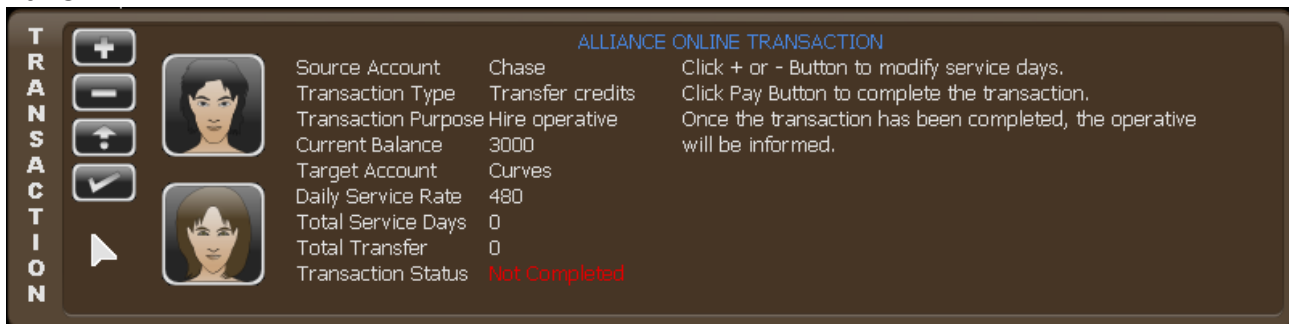 TRANSACTION
ALLIANCE ONLINE TRANSACTION
Source Account Chase
Transaction Type Transfer credits
Transaction Purpose Hire operative
Current Balance 3000
Target Account Curves
Daily Service Rate 480
Total Service Days 0
Total Transfer 0
Transaction Status Not Completed
Click + or - Button to modify service days.
Click Pay Button to complete the transaction.
Once the transaction has been completed, the operative
will be informed.